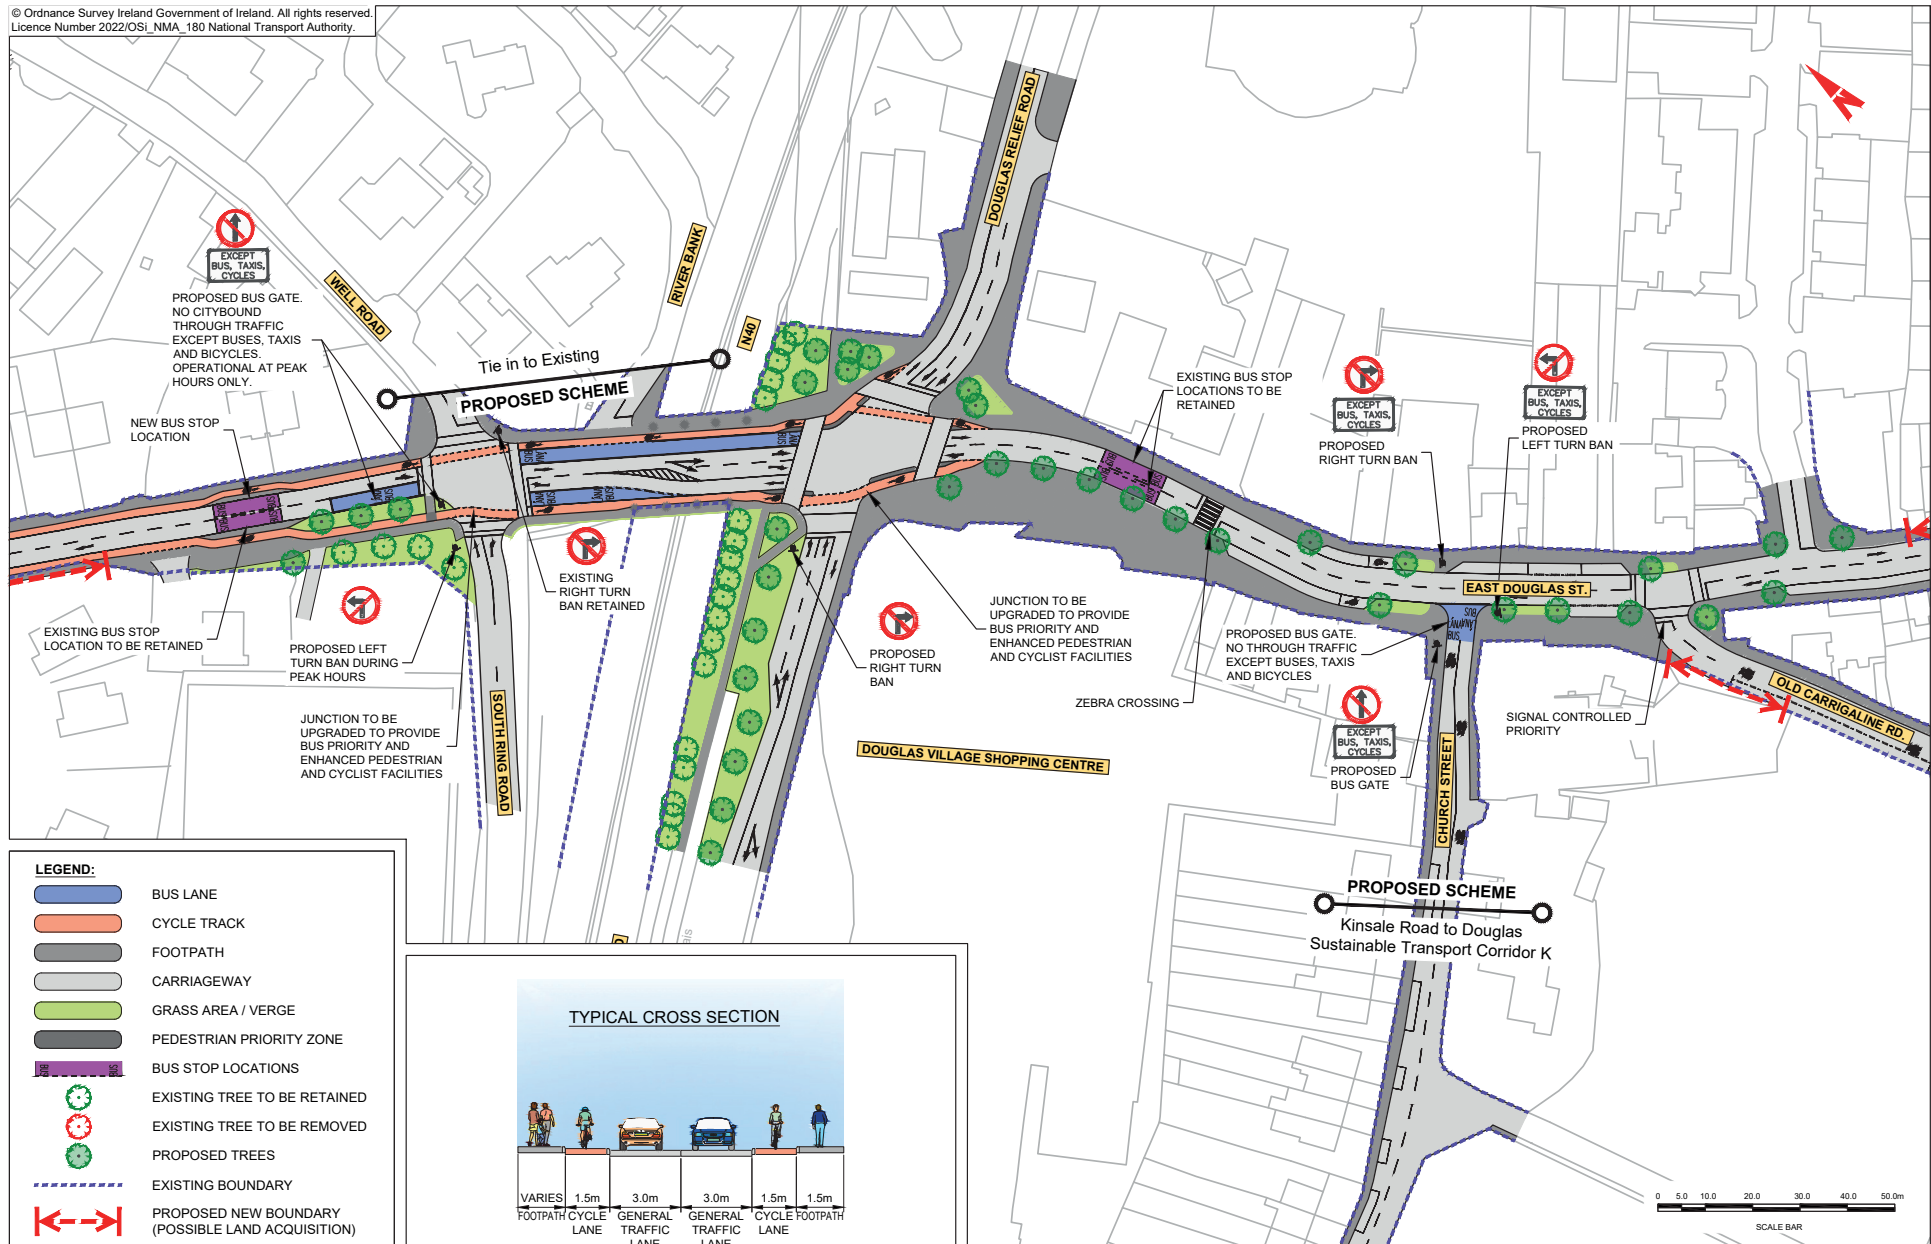 © Ordnance Survey Ireland Government of Ireland. All rights reserved.
Licence Number 2022/OSi_NMA_180 National Transport Authority.
EXCEPT
BUS, TAXIS,
CYCLES
PROPOSED BUS GATE.
NO CITYBOUND
THROUGH TRAFFIC
EXCEPT BUSES, TAXIS
AND BICYCLES.
OPERATIONAL AT PEAK
HOURS ONLY.
WELL ROAD
RIVER BANK
N40
DOUGLAS RELIEF ROAD
Tie in to Existing
PROPOSED SCHEME
NEW BUS STOP
LOCATION
EXISTING BUS STOP
LOCATIONS TO BE
RETAINED
EXCEPT
BUS, TAXIS,
CYCLES
PROPOSED
RIGHT TURN BAN
EXCEPT
BUS, TAXIS,
CYCLES
PROPOSED
LEFT TURN BAN
EXISTING BUS STOP
LOCATION TO BE RETAINED
PROPOSED LEFT
TURN BAN DURING
PEAK HOURS
JUNCTION TO BE
UPGRADED TO PROVIDE
BUS PRIORITY AND
ENHANCED PEDESTRIAN
AND CYCLIST FACILITIES
SOUTH RING ROAD
EXISTING
RIGHT TURN
BAN RETAINED
PROPOSED
RIGHT TURN
BAN
JUNCTION TO BE
UPGRADED TO PROVIDE
BUS PRIORITY AND
ENHANCED PEDESTRIAN
AND CYCLIST FACILITIES
ZEBRA CROSSING
DOUGLAS VILLAGE SHOPPING CENTRE
EAST DOUGLAS ST.
PROPOSED BUS GATE.
NO THROUGH TRAFFIC
EXCEPT BUSES, TAXIS
AND BICYCLES
EXCEPT
BUS, TAXIS,
CYCLES
PROPOSED
BUS GATE
CHURCH STREET
SIGNAL CONTROLLED
PRIORITY
OLD CARRIGALINE RD.
PROPOSED SCHEME
Kinsale Road to Douglas
Sustainable Transport Corridor K
LEGEND:
BUS LANE
CYCLE TRACK
FOOTPATH
CARRIAGEWAY
GRASS AREA / VERGE
PEDESTRIAN PRIORITY ZONE
BUS STOP LOCATIONS
EXISTING TREE TO BE RETAINED
EXISTING TREE TO BE REMOVED
PROPOSED TREES
EXISTING BOUNDARY
PROPOSED NEW BOUNDARY
(POSSIBLE LAND ACQUISITION)
TYPICAL CROSS SECTION
VARIES 1.5m 3.0m 3.0m 1.5m 1.5m
FOOTPATH CYCLE LANE GENERAL TRAFFIC LANE GENERAL TRAFFIC LANE CYCLE LANE FOOTPATH
0 5.0 10.0 20.0 30.0 40.0 50.0m
SCALE BAR